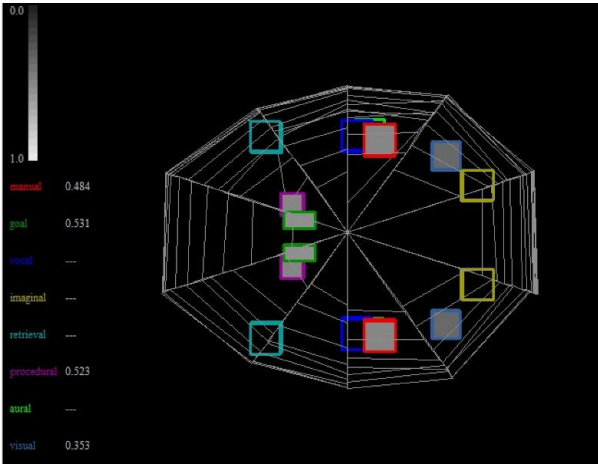 0.0
1.0
manual 0.484
goal 0.531
vocal ---
imaginal ---
retrieval ---
procedural 0.523
aural ---
visual 0.353